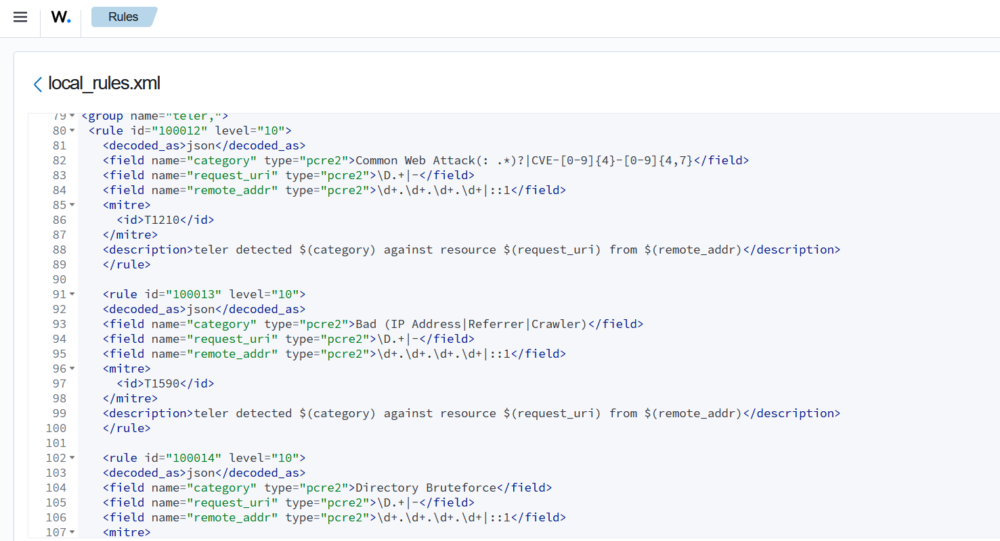 W.
Rules
local_rules.xml
79 <group name="teler,">
80 <rule id="100012" level="10">
81 <decoded_as>json</decoded_as>
82 <field name="category" type="pcre2">Common Web Attack(: .*)?|CVE-[0-9]{4}-[0-9]{4,7}</field>
83 <field name="request_uri" type="pcre2">\D.+|-</field>
84 <field name="remote_addr" type="pcre2">\d+.\d+.\d+.\d+|::1</field>
85 <mitre>
86 <id>T1210</id>
87 </mitre>
88 <description>teler detected $(category) against resource $(request_uri) from $(remote_addr)</description>
89 </rule>
90
91 <rule id="100013" level="10">
92 <decoded_as>json</decoded_as>
93 <field name="category" type="pcre2">Bad (IP Address|Referrer|Crawler)</field>
94 <field name="request_uri" type="pcre2">\D.+|-</field>
95 <field name="remote_addr" type="pcre2">\d+.\d+.\d+.\d+|::1</field>
96 <mitre>
97 <id>T1590</id>
98 </mitre>
99 <description>teler detected $(category) against resource $(request_uri) from $(remote_addr)</description>
100 </rule>
101
102 <rule id="100014" level="10">
103 <decoded_as>json</decoded_as>
104 <field name="category" type="pcre2">Directory Bruteforce</field>
105 <field name="request_uri" type="pcre2">\D.+|-</field>
106 <field name="remote_addr" type="pcre2">\d+.\d+.\d+.\d+|::1</field>
107 <mitre>